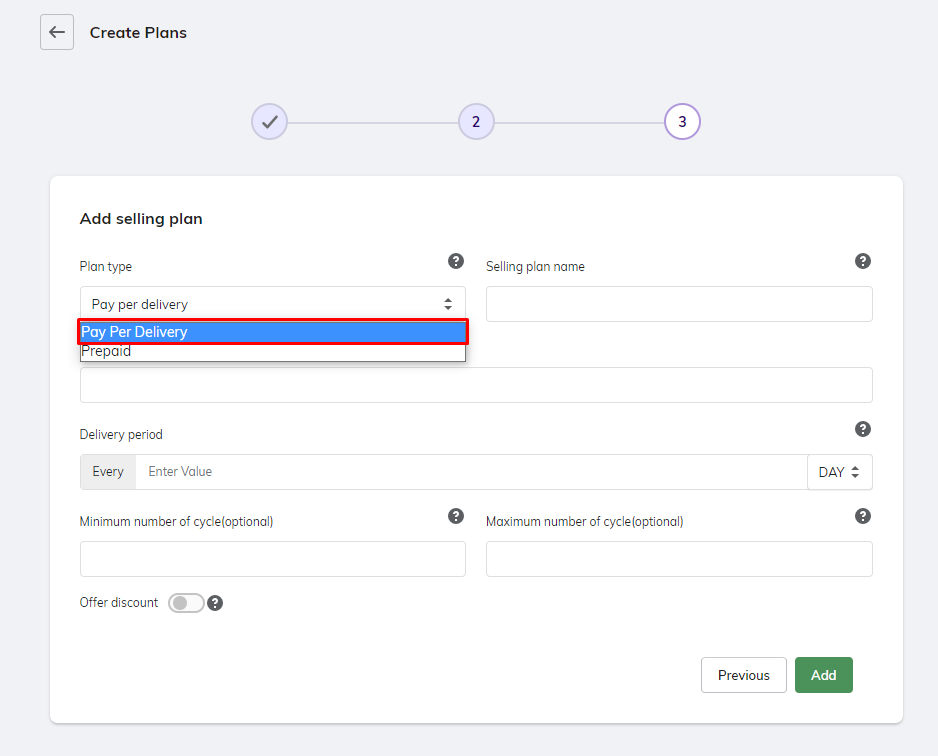 Create Plans
2
3
Add selling plan
Plan type
Selling plan name
Pay per delivery
Pay Per Delivery
Prepaid
Delivery period
Every
Enter Value
DAY
Minimum number of cycle(optional)
Maximum number of cycle(optional)
Offer discount
Previous
Add